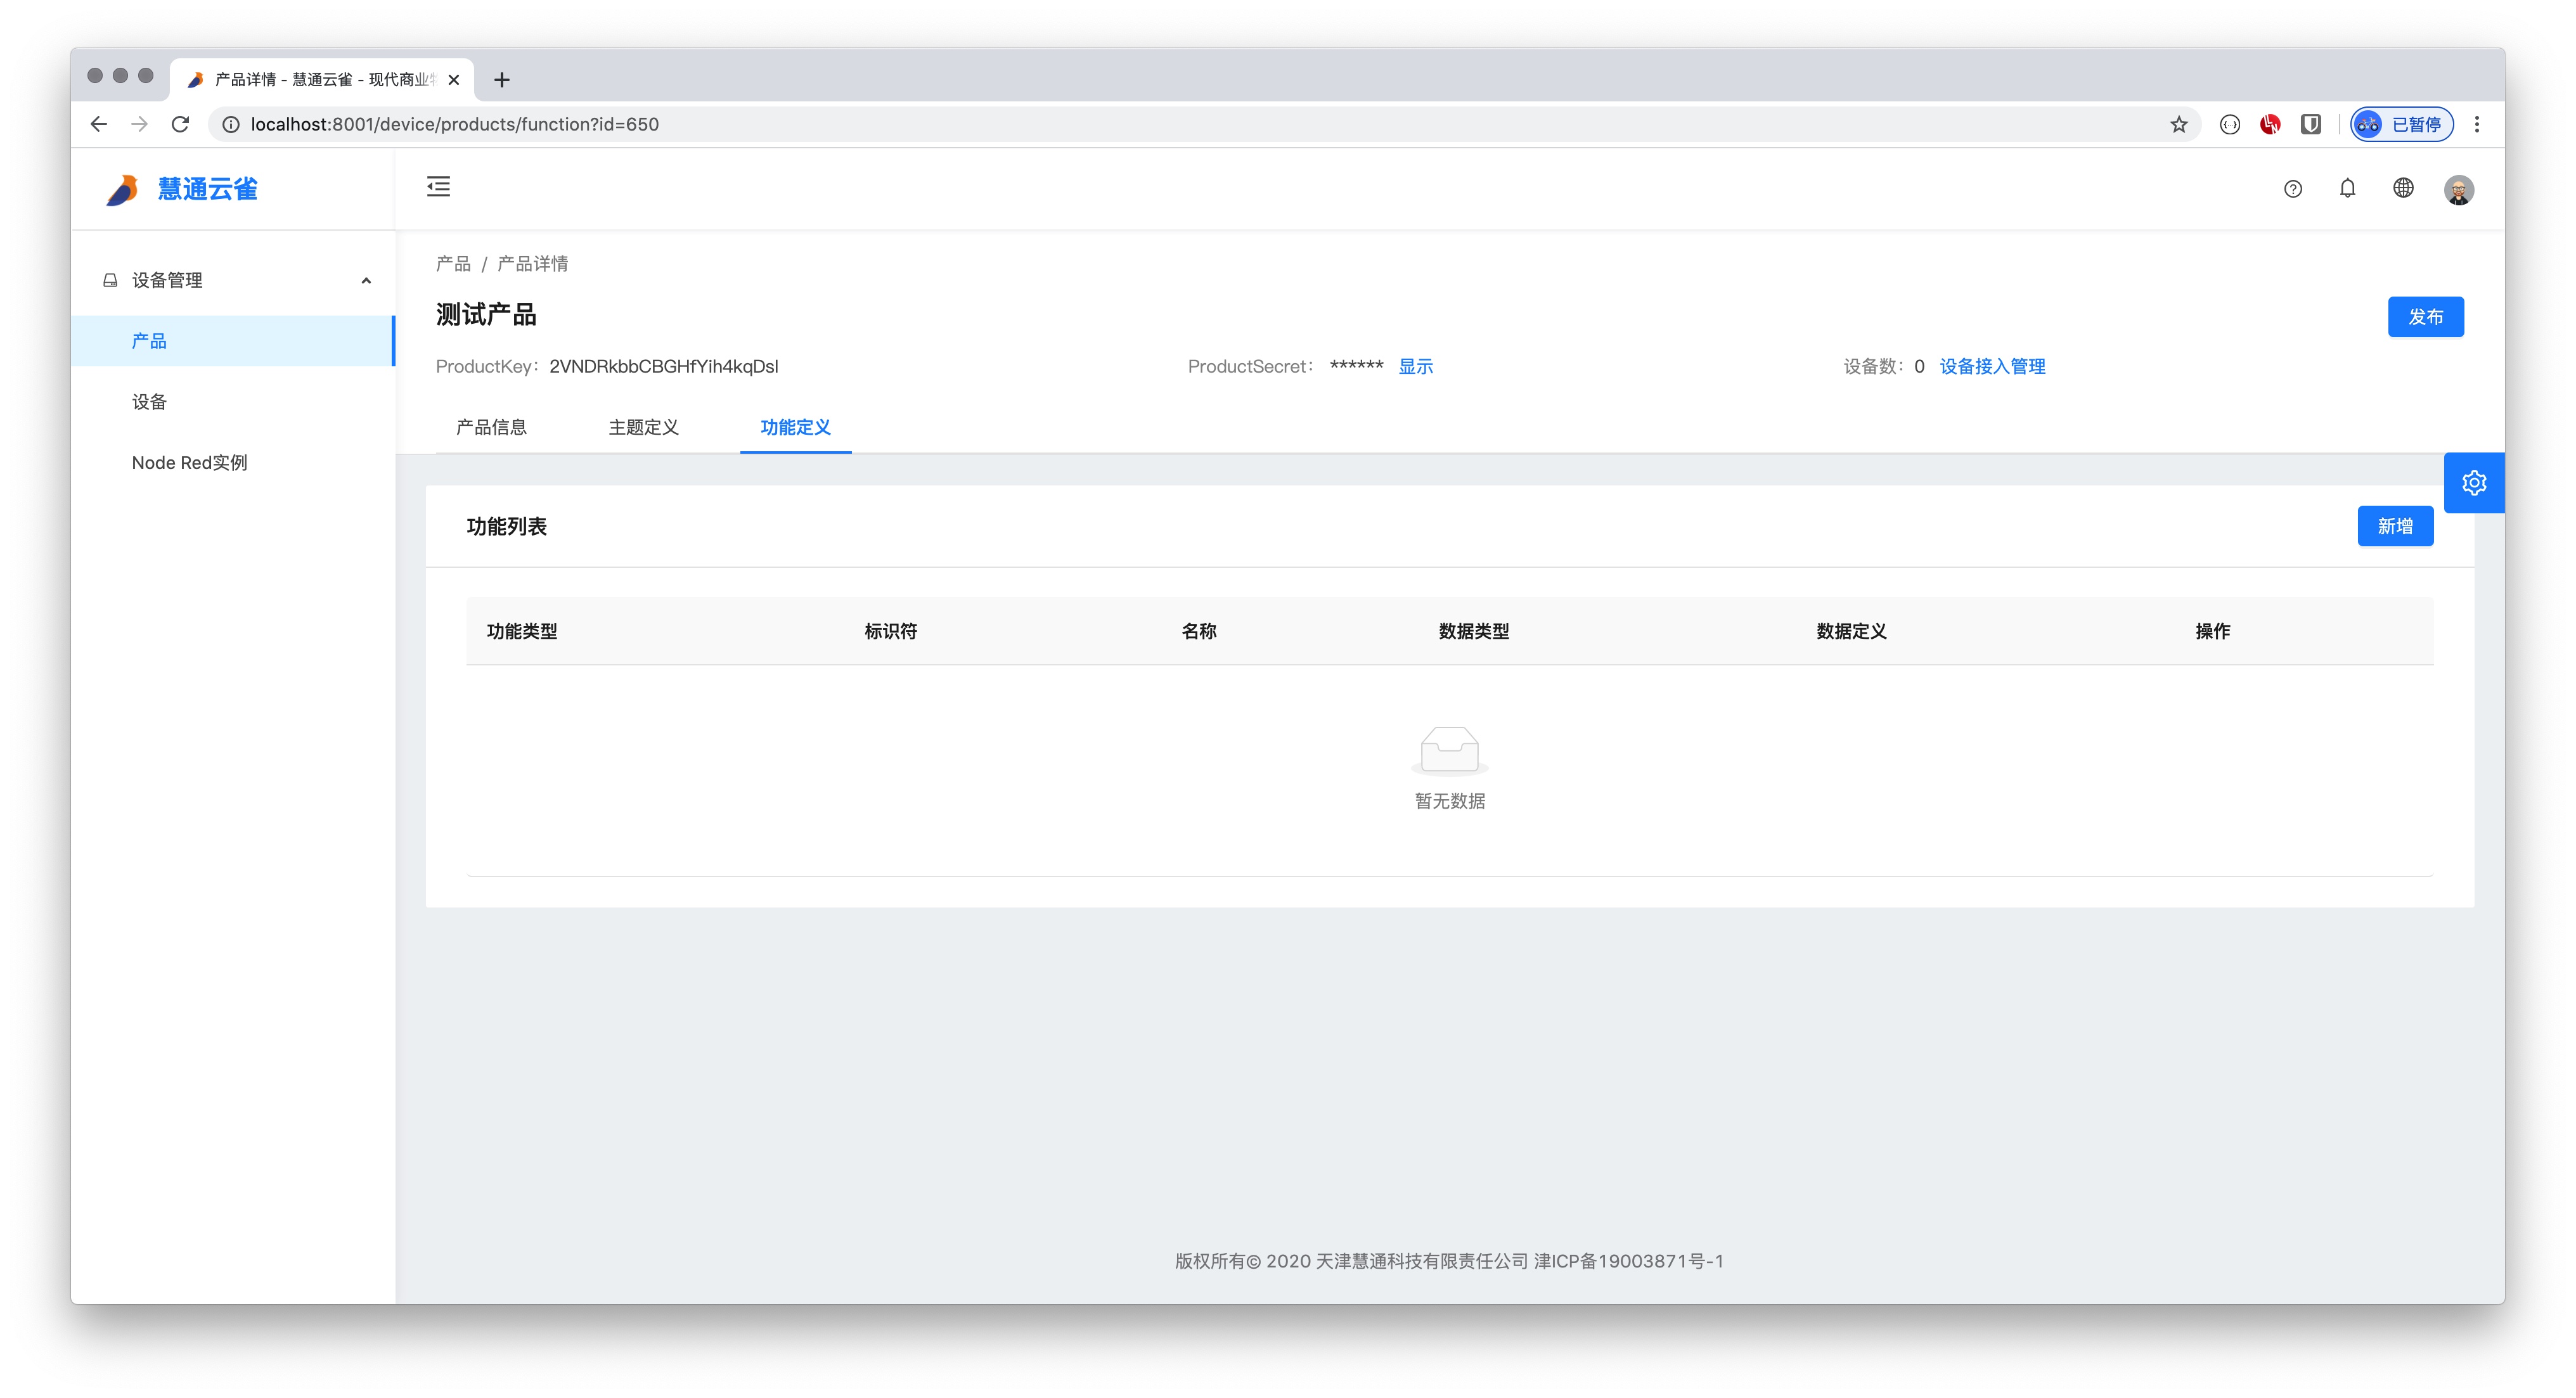 产品详情 - 慧通云雀 - 现代商业
localhost:8001/device/products/function?id=650
已暂停
慧通云雀
设备管理
产品
设备
Node Red实例
产品 / 产品详情
测试产品
发布
ProductKey： 2VNDRkbbCBGHfYih4kqDsI
ProductSecret： ****** 显示
设备数： 0 设备接入管理
产品信息 主题定义 功能定义
功能列表
新增
功能类型 标识符 名称 数据类型 数据定义 操作
暂无数据
版权所有© 2020 天津慧通科技有限责任公司 津ICP备19003871号-1